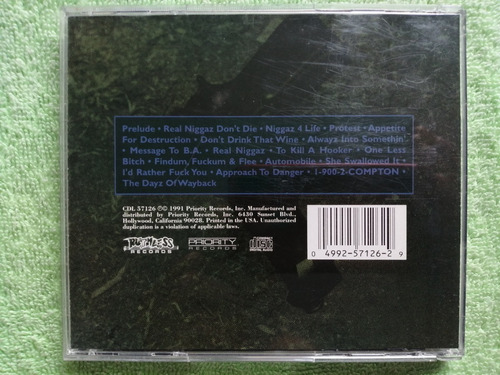 Prelude • Real Niggaz Don't Die • Niggaz 4 Life • Protest • Appetite
For Destruction • Don't Drink That Wine • Always Into Somethin'
• Message To B.A. • Real Niggaz • To Kill A Hooker • One Less
Bitch • Findum, Fuckum & Flee • Automobile • She Swallowed It •
I'd Rather Fuck You • Approach To Danger • 1-900-2-COMPTON •
The Dayz Of Wayback
CDL 57126 ℗©1991 Priority Records, Inc. Manufactured and
distributed by Priority Records, Inc. 6430 Sunset Blvd.,
Hollywood, California 90028. Printed in the USA. Unauthorized
duplication is a violation of applicable laws.
RUTHLESS
RECORDS
PRIORITY
RECORDS
COMPACT
disc
DIGITAL AUDIO
0 4992-57126-2 9